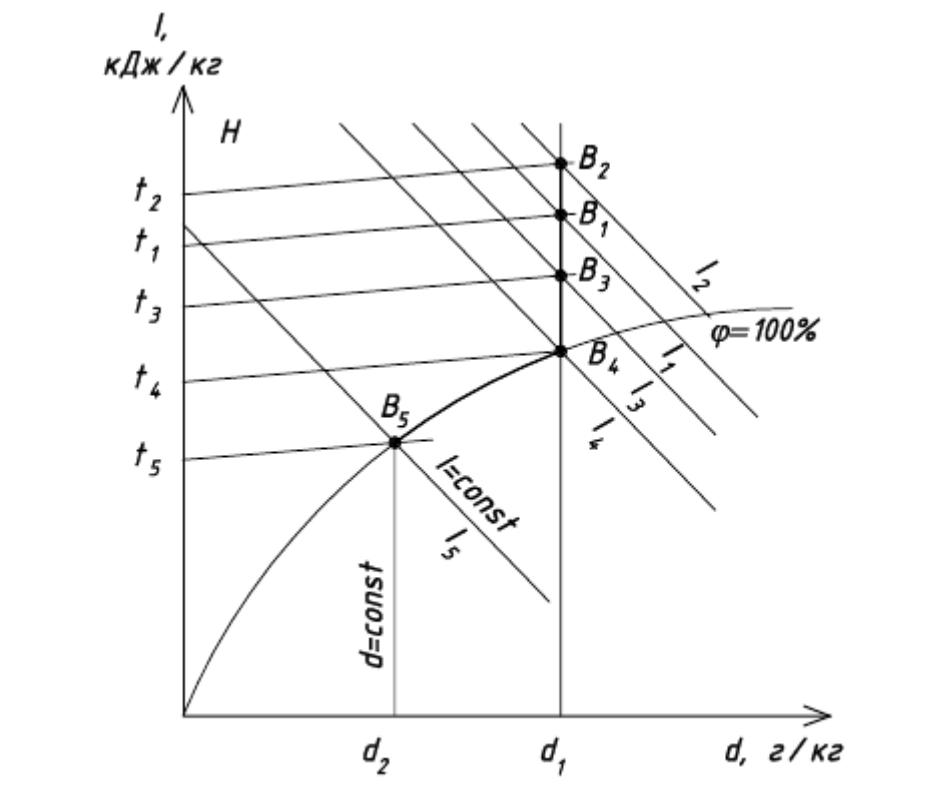 I,
кДж / кг
H
t2
B2
t1
B1
t3
B3
I2
φ=100%
t4
B4
I1
I3
I4
B5
t5
I=const
I5
d=const
d2
d1
d, г / кг